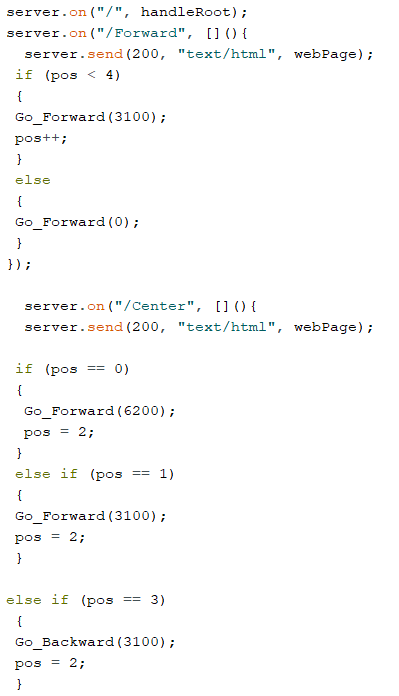 server.on("/", handleRoot);
server.on("/Forward", [](){
  server.send(200, "text/html", webPage);
 if (pos < 4)
 {
 Go_Forward(3100);
 pos++;
 }
 else
 {
 Go_Forward(0);
 }
});

  server.on("/Center", [](){
  server.send(200, "text/html", webPage);

 if (pos == 0)
 {
  Go_Forward(6200);
  pos = 2;
 }
 else if (pos == 1)
 {
 Go_Forward(3100);
 pos = 2;
 }

else if (pos == 3)
 {
 Go_Backward(3100);
 pos = 2;
 }